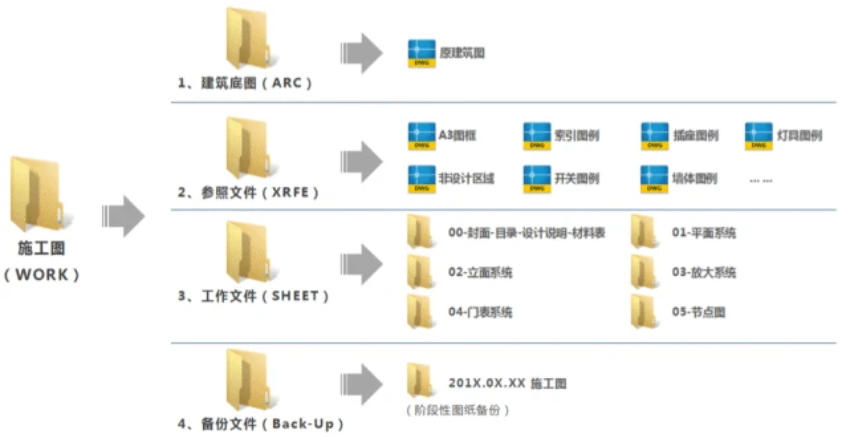 原建筑图
DWG
1、建筑底图（ARC）
A3图框
索引图例
插座图例
灯具图例
DWG
DWG
DWG
DWG
非设计区域
开关图例
墙体图例
... ...
DWG
DWG
DWG
2、参照文件（XRFE）
施工图
（WORK）
00-封面-目录-设计说明-材料表
01-平面系统
02-立面系统
03-放大系统
3、工作文件（SHEET）
04-门表系统
05-节点图
201X.0X.XX 施工图
（阶段性图纸备份）
4、备份文件（Back-Up）